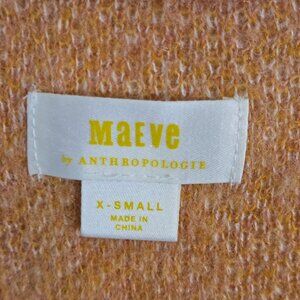 MaEve
by ANTHROPOLOGIE
X-SMALL
MADE IN
CHINA